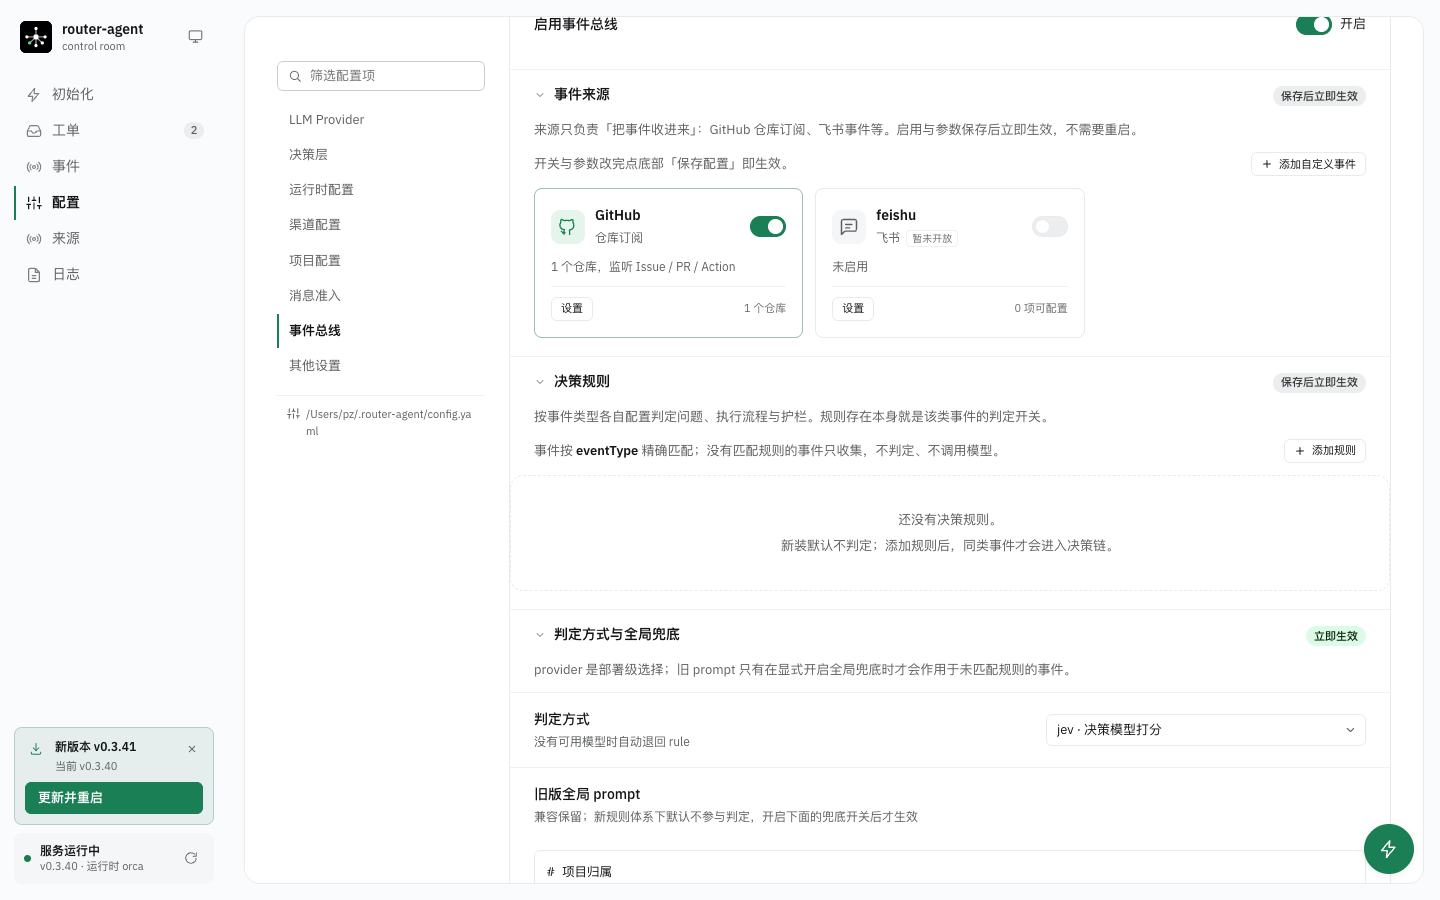 router-agent
control room
初始化
工单
2
事件
配置
来源
日志
新版本 v0.3.41
当前 v0.3.40
更新并重启
服务运行中
v0.3.40 · 运行时 orca
筛选配置项
LLM Provider
决策层
运行时配置
渠道配置
项目配置
消息准入
事件总线
其他设置
/Users/pz/.router-agent/config.ya
ml
启用事件总线
开启
事件来源
保存后立即生效
来源只负责「把事件收进来」：GitHub 仓库订阅、飞书事件等。启用与参数保存后立即生效，不需要重启。
开关与参数改完点底部「保存配置」即生效。
添加自定义事件
GitHub
仓库订阅
1 个仓库，监听 Issue / PR / Action
设置
1 个仓库
feishu
飞书
暂未开放
未启用
设置
0 项可配置
决策规则
保存后立即生效
按事件类型各自配置判定问题、执行流程与护栏。规则存在本身就是该类事件的判定开关。
事件按 eventType 精确匹配；没有匹配规则的事件只收集，不判定、不调用模型。
添加规则
还没有决策规则。
新装默认不判定；添加规则后，同类事件才会进入决策链。
判定方式与全局兜底
立即生效
provider 是部署级选择；旧 prompt 只有在显式开启全局兜底时才会作用于未匹配规则的事件。
判定方式
没有可用模型时自动退回 rule
jev · 决策模型打分
旧版全局 prompt
兼容保留；新规则体系下默认不参与判定，开启下面的兜底开关后才生效
# 项目归属